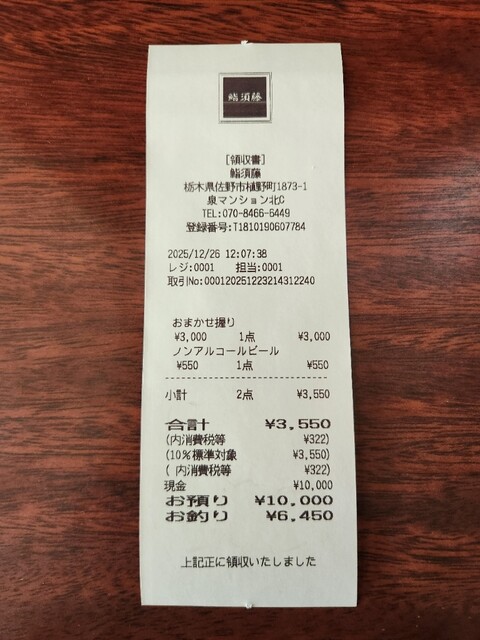 鮨須藤
[領収書]
鮨須藤
栃木県佐野市植野町1873-1
泉マンション北C
TEL:070-8466-6449
登録番号:T1810190607784
2025/12/26 12:07:38
レジ:0001 担当:0001
取引No:000120251223214312240
おまかせ握り
¥3,000 1点 ¥3,000
ノンアルコールビール
¥550 1点 ¥550
小計 2点 ¥3,550
合計 ¥3,550
(内消費税等 ¥322)
(10%標準対象 ¥3,550)
( 内消費税等 ¥322)
現金 ¥10,000
お預り ¥10,000
お釣り ¥6,450
上記正に領収いたしました